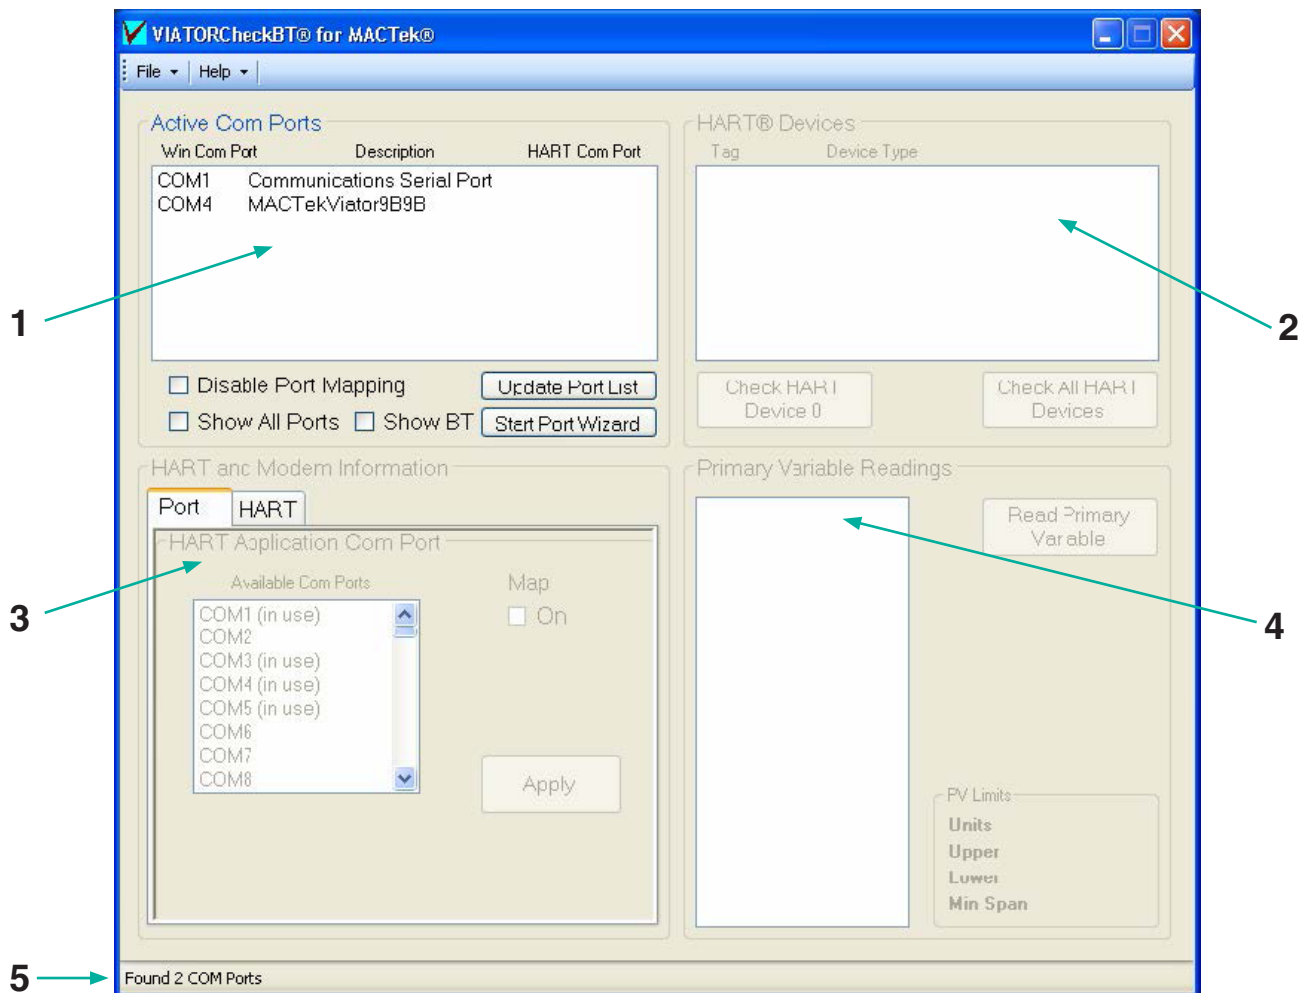 VIATORCheckBT® for MACTek®
File Help
Active Com Ports
Win Com Port Description HART Com Port
COM1 Communications Serial Port
COM4 MACTekViator9B9B
Disable Port Mapping Update Port List
Show All Ports Show BT Start Port Wizard
HART® Devices
Tag Device Type
Check HART
Device 0
Check All HART
Devices
1
2
HART and Modem Information
Port HART
HART Application Com Port
Available Com Ports
COM1 (in use)
COM2
COM3 (in use)
COM4 (in use)
COM5 (in use)
COM6
COM7
COM8
Map
On
Apply
3
Primary Variable Readings
Read Primary
Variable
4
PV Limits
Units
Upper
Lower
Min Span
5
Found 2 COM Ports